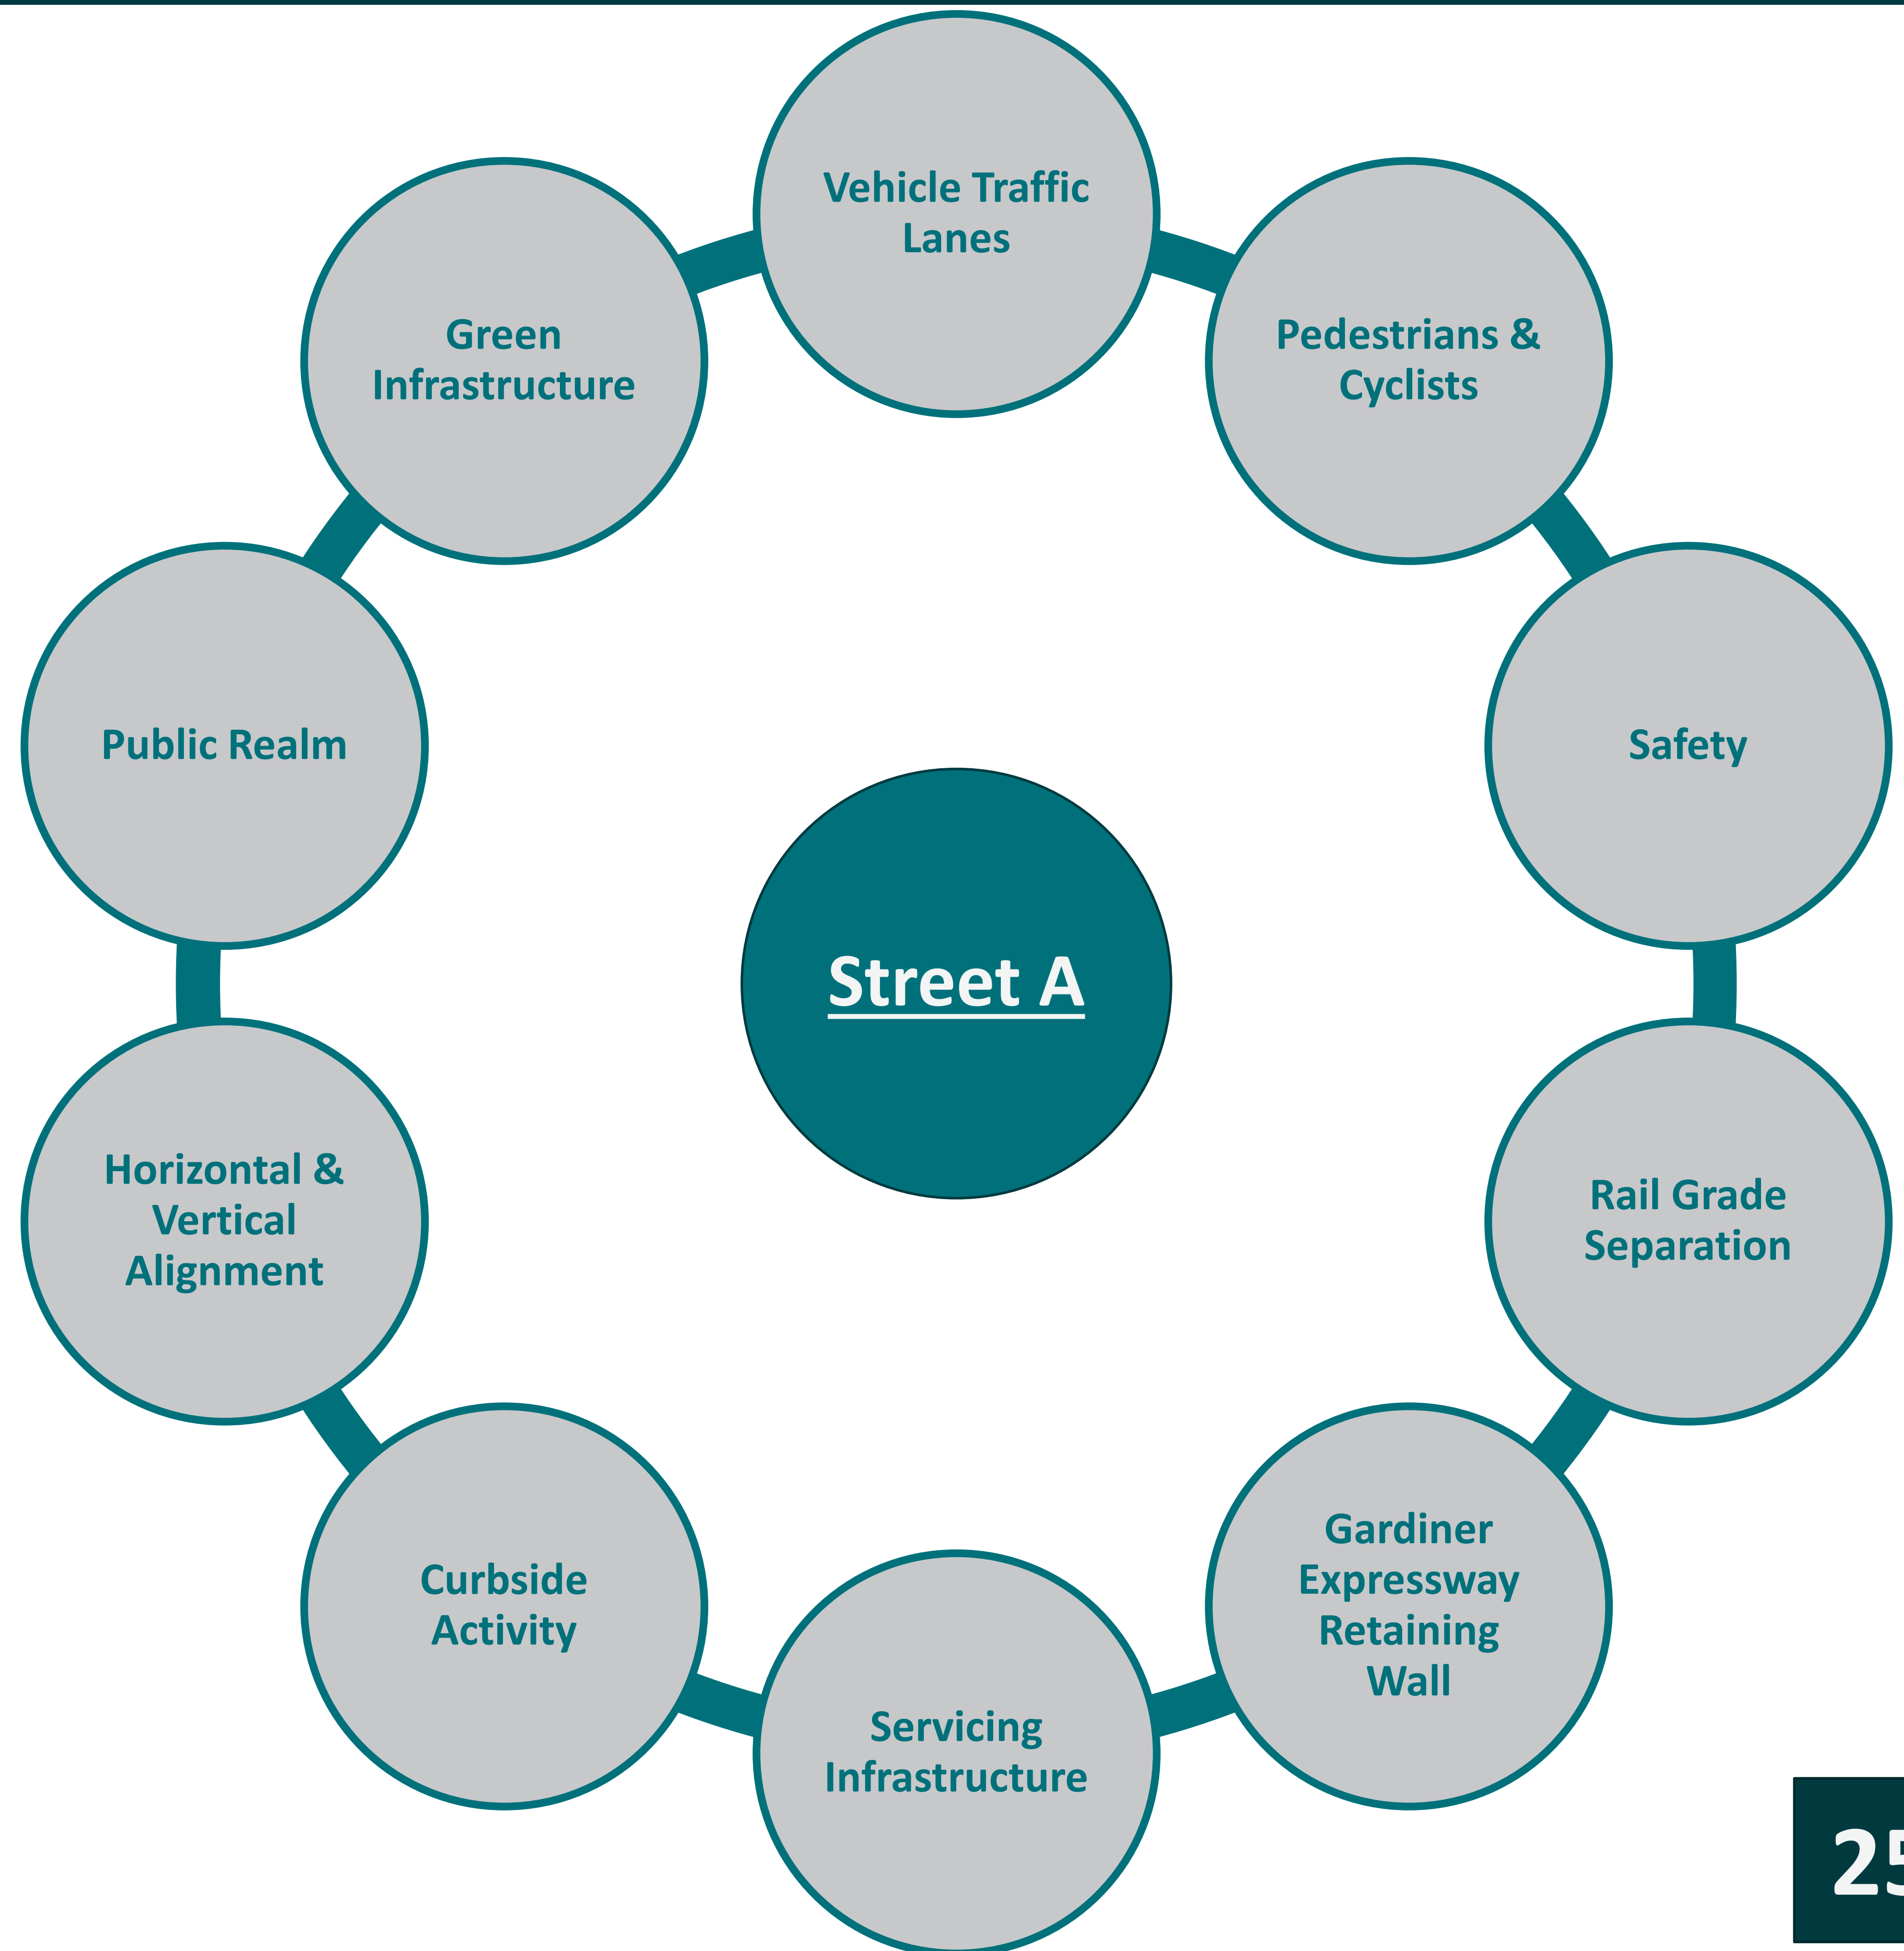 Vehicle Traffic
Lanes
Pedestrians &
Cyclists
Safety
Rail Grade
Separation
Gardiner
Expressway
Retaining
Wall
Servicing
Infrastructure
Curbside
Activity
Horizontal &
Vertical
Alignment
Public Realm
Green
Infrastructure
Street A
25